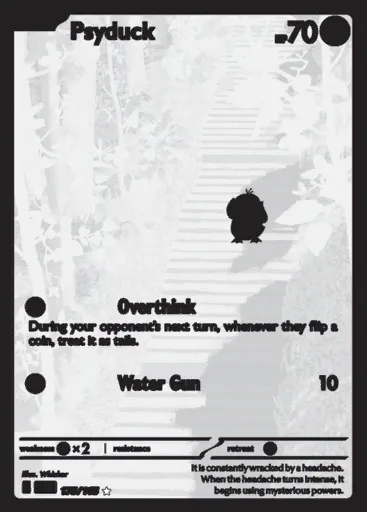 Psyduck
HP 70
Overthink
During your opponent's next turn, whenever they flip a
coin, treat it as tails.
Water Gun 10
weakness ×2 resistance retreat
Illus.
It is constantly wracked by a headache.
When the headache turns intense, it
begins using mysterious powers.